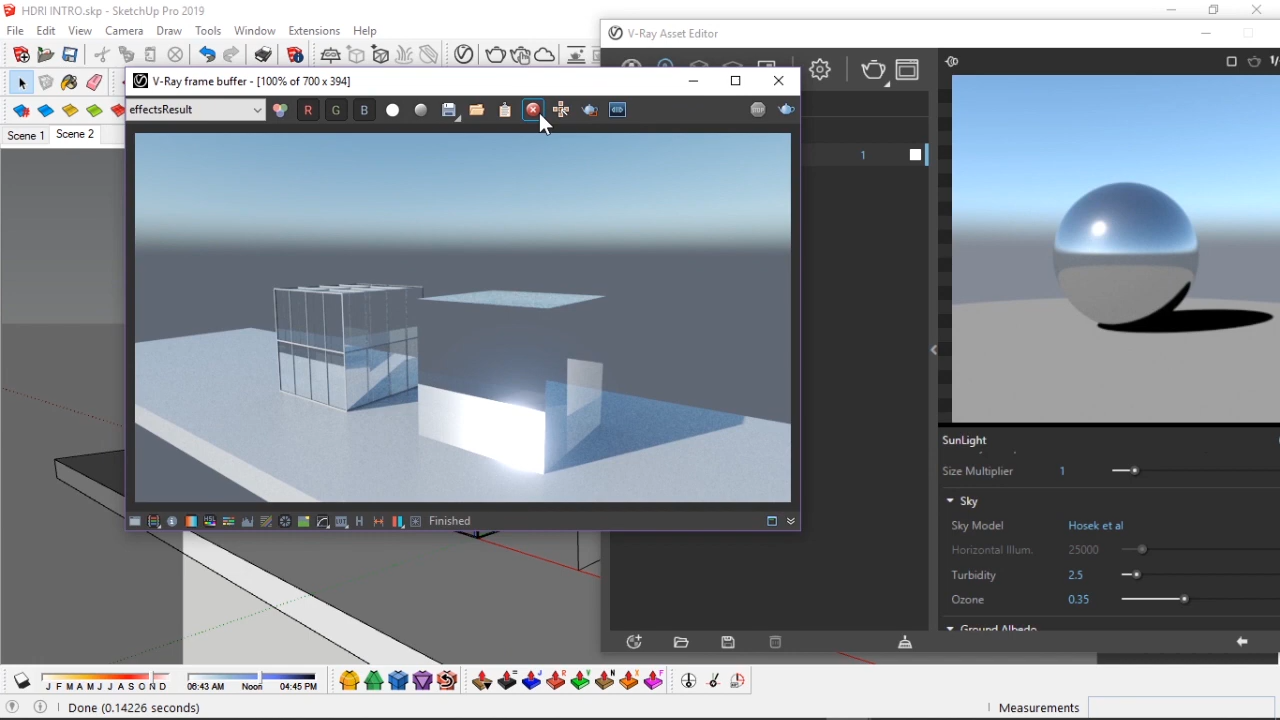 HDRI INTRO.skp - SketchUp Pro 2019
File Edit View Camera Draw Tools Window Extensions Help
V-Ray Asset Editor
V-Ray frame buffer - [100% of 700 x 394]
effectsResult
R G B
STOP
Scene 1 Scene 2
1
SunLight
Size Multiplier 1
Sky
Sky Model Hosek et al
Horizontal Illum. 25000
Turbidity 2.5
Ozone 0.35
Ground Albedo
Finished
J F M A M J J A S O N D
06:43 AM Noon 04:45 PM
Done (0.14226 seconds)
Measurements